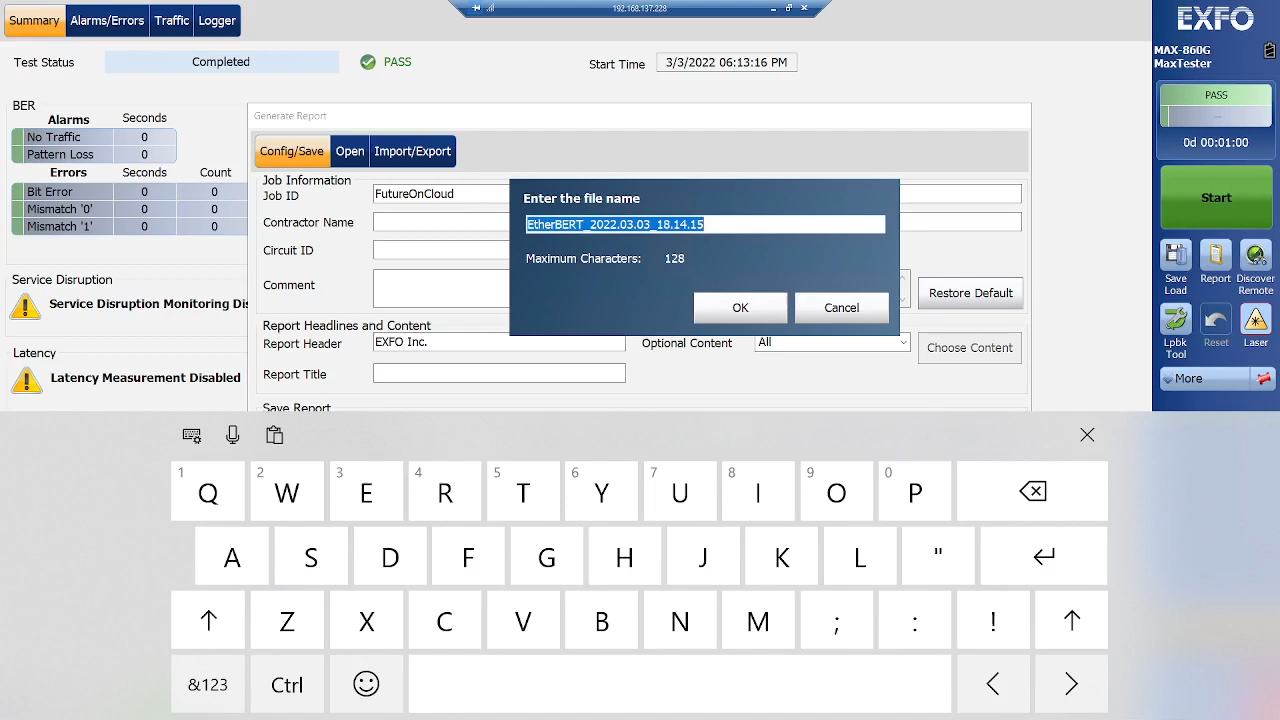 Summary Alarms/Errors Traffic Logger
192.168.137.228
EXFO
MAX-860G
MaxTester
Test Status Completed PASS Start Time 3/3/2022 06:13:16 PM
PASS
--
0d 00:01:00
Start
Save
Load
Report
Discover
Remote
Lpbk
Tool
Reset
Laser
More
BER
Alarms Seconds
No Traffic 0
Pattern Loss 0
Errors Seconds Count
Bit Error 0 0
Mismatch '0' 0 0
Mismatch '1' 0 0
Service Disruption
Service Disruption Monitoring Dis
Latency
Latency Measurement Disabled
Generate Report
Config/Save Open Import/Export
Job Information
Job ID FutureOnCloud
Contractor Name
Circuit ID
Comment
Restore Default
Report Headlines and Content
Report Header EXFO Inc. Optional Content All Choose Content
Report Title
Save Report
Enter the file name
EtherBERT_2022.03.03_18.14.15
Maximum Characters: 128
OK Cancel
1 2 3 4 5 6 7 8 9 0
Q W E R T Y U I O P
A S D F G H J K L "
Z X C V B N M ; : !
&123 Ctrl